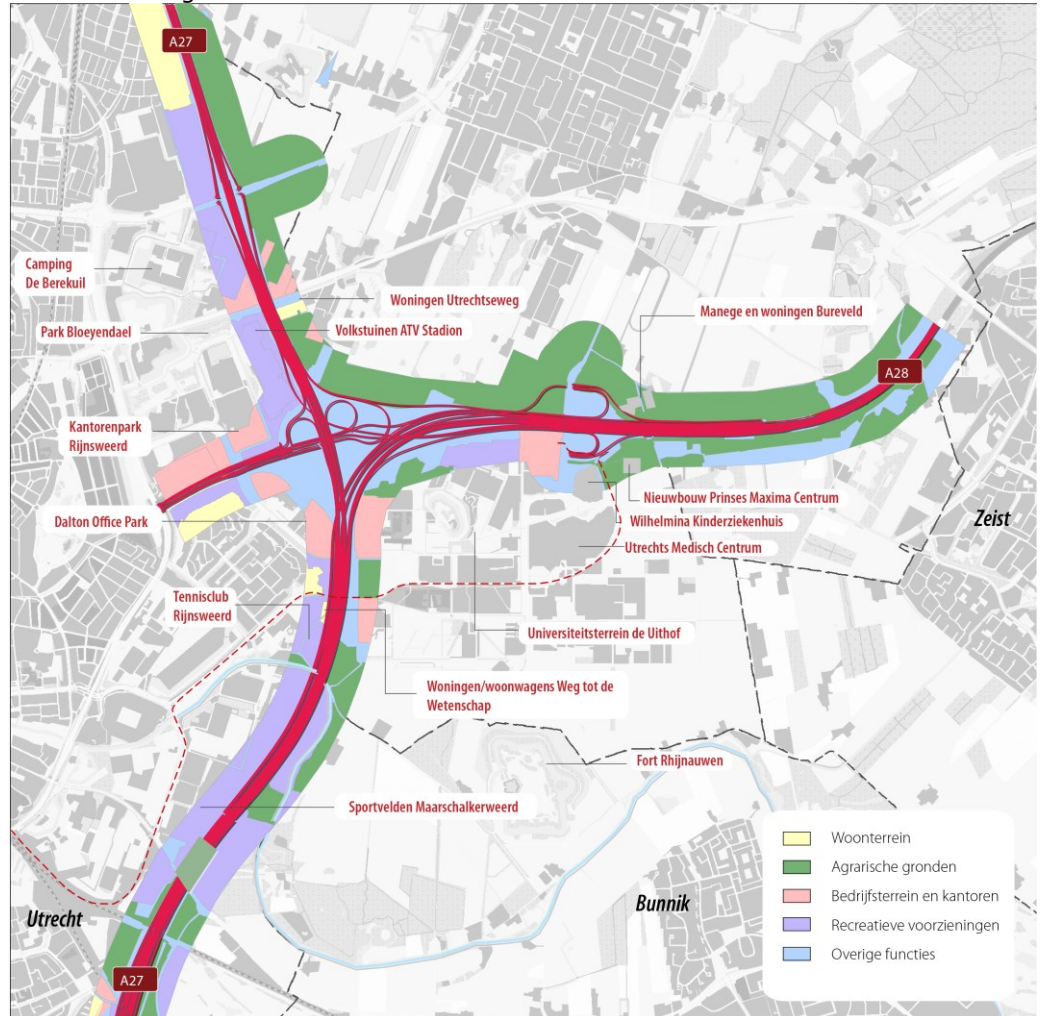 A27
Camping
De Berekuil
Woningen Utrechtseweg
Manege en woningen Bureveld
Park Bloeyendael
Volkstuinen ATV Stadion
A28
Kantorenpark
Rijnsweerd
Nieuwbouw Prinses Maxima Centrum
Dalton Office Park
Wilhelmina Kinderziekenhuis
Zeist
Utrechts Medisch Centrum
Tennisclub
Rijnsweerd
Universiteitsterrein de Uithof
Woningen/woonwagens Weg tot de
Wetenschap
Fort Rhijnauwen
Sportvelden Maarschalkerweerd
Woonterrein
Agrarische gronden
Bedrijfsterrein en kantoren
Recreatieve voorzieningen
Overige functies
Utrecht
Bunnik
A27